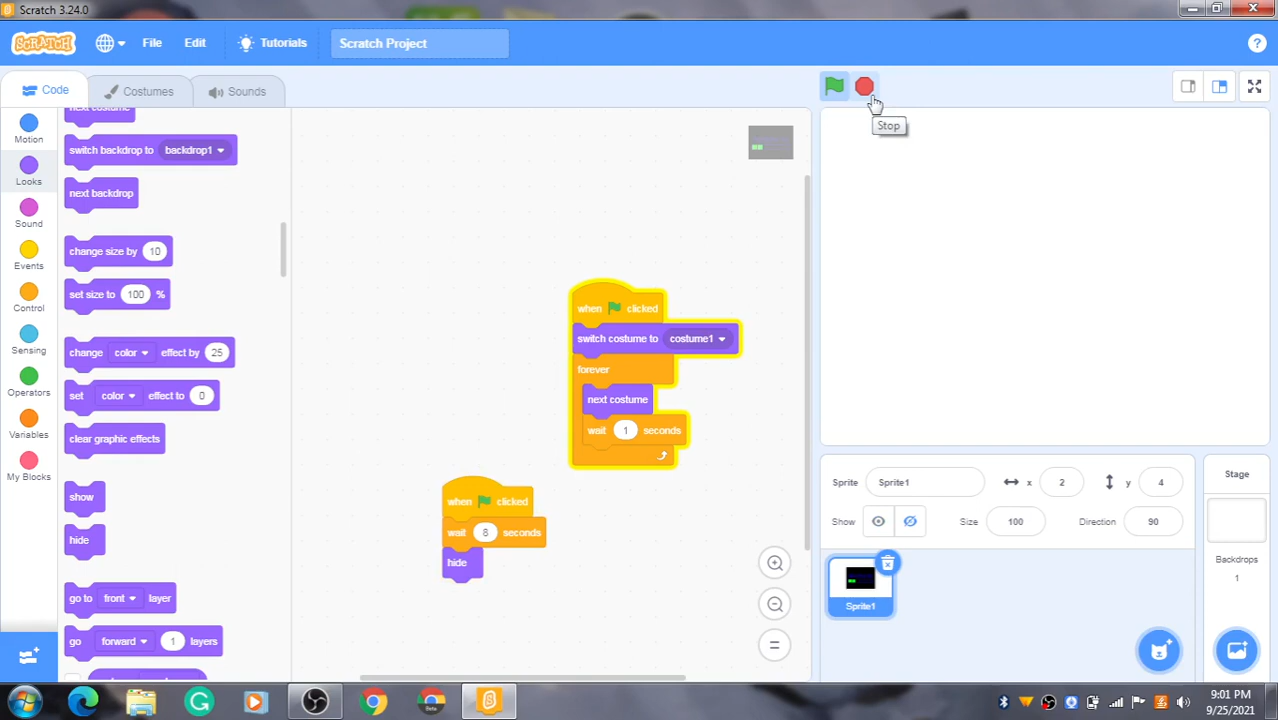 Scratch 3.24.0
SCRATCH
File
Edit
Tutorials
Scratch Project
?
Code
Costumes
Sounds
Stop
Motion
Looks
Sound
Events
Control
Sensing
Operators
Variables
My Blocks
next costume
switch backdrop to backdrop1
next backdrop
change size by 10
set size to 100 %
change color effect by 25
set color effect to 0
clear graphic effects
show
hide
go to front layer
go forward 1 layers
when clicked
switch costume to costume1
forever
next costume
wait 1 seconds
when clicked
wait 8 seconds
hide
Sprite Sprite1 x 2 y 4
Show Size 100 Direction 90
Sprite1
Stage
Backdrops
1
9:01 PM
9/25/2021